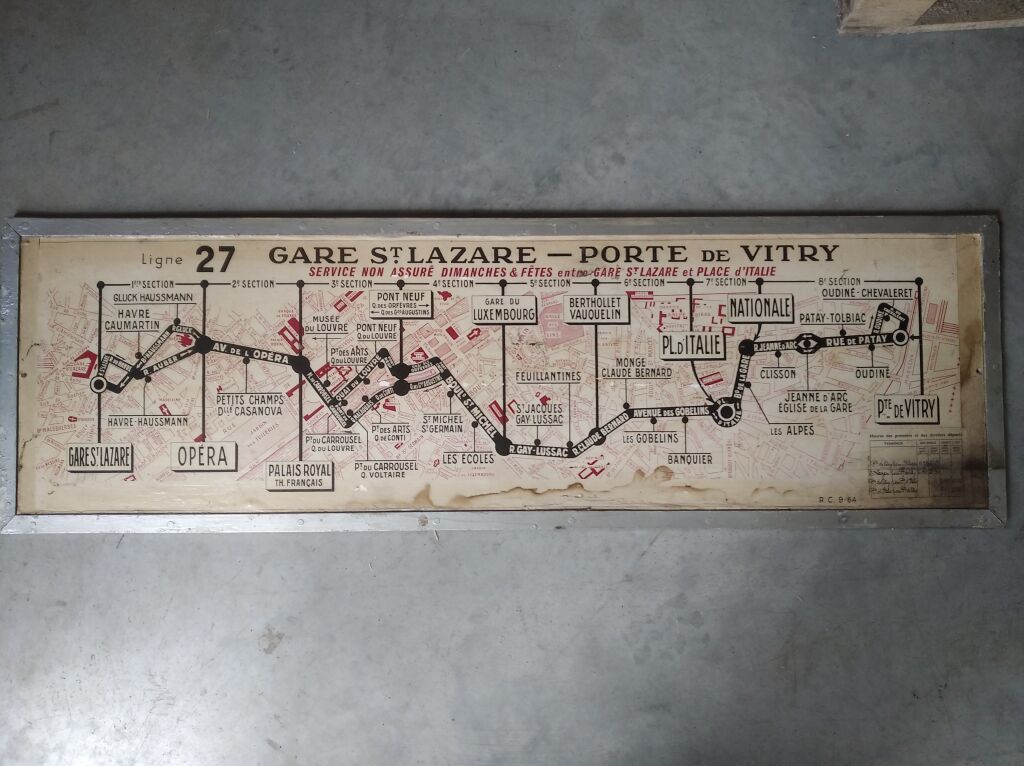 Ligne 27 GARE ST LAZARE — PORTE DE VITRY
SERVICE NON ASSURÉ DIMANCHES & FÊTES entre GARE ST LAZARE et PLACE d'ITALIE
1re SECTION
2e SECTION
3e SECTION
4e SECTION
5e SECTION
6e SECTION
7e SECTION
8e SECTION
GLUCK HAUSSMANN
HAVRE
CAUMARTIN
R. AUBER
HAVRE-HAUSSMANN
GARE ST LAZARE
OPÉRA
AV. DE L'OPÉRA
PETITS CHAMPS
DLLE CASANOVA
PALAIS ROYAL
TH. FRANÇAIS
MUSÉE
DU LOUVRE
PT DES ARTS
Q. DU LOUVRE
PONT NEUF
Q. DU LOUVRE
PONT NEUF
Q. DES ORFÈVRES
Q. DES GDS AUGUSTINS
QUAI DU LOUVRE
PT DU CARROUSEL
Q. DU LOUVRE
PT DU CARROUSEL
Q. VOLTAIRE
PT DES ARTS
Q. DE CONTI
BOUL. ST MICHEL
ST MICHEL
ST GERMAIN
LES ÉCOLES
GARE DU
LUXEMBOURG
R. GAY-LUSSAC
ST JACQUES
GAY-LUSSAC
FEUILLANTINES
BERTHOLLET
VAUQUELIN
R. CLAUDE BERNARD
MONGE
CLAUDE BERNARD
AVENUE DES GOBELINS
LES GOBELINS
BANQUIER
PL. D'ITALIE
NATIONALE
LES ALPES
R. JEANNE D'ARC
CLISSON
JEANNE D'ARC
ÉGLISE DE LA GARE
PATAY-TOLBIAC
RUE DE PATAY
OUDINÉ
OUDINÉ-CHEVALERET
PTE DE VITRY
R.C. 9-64